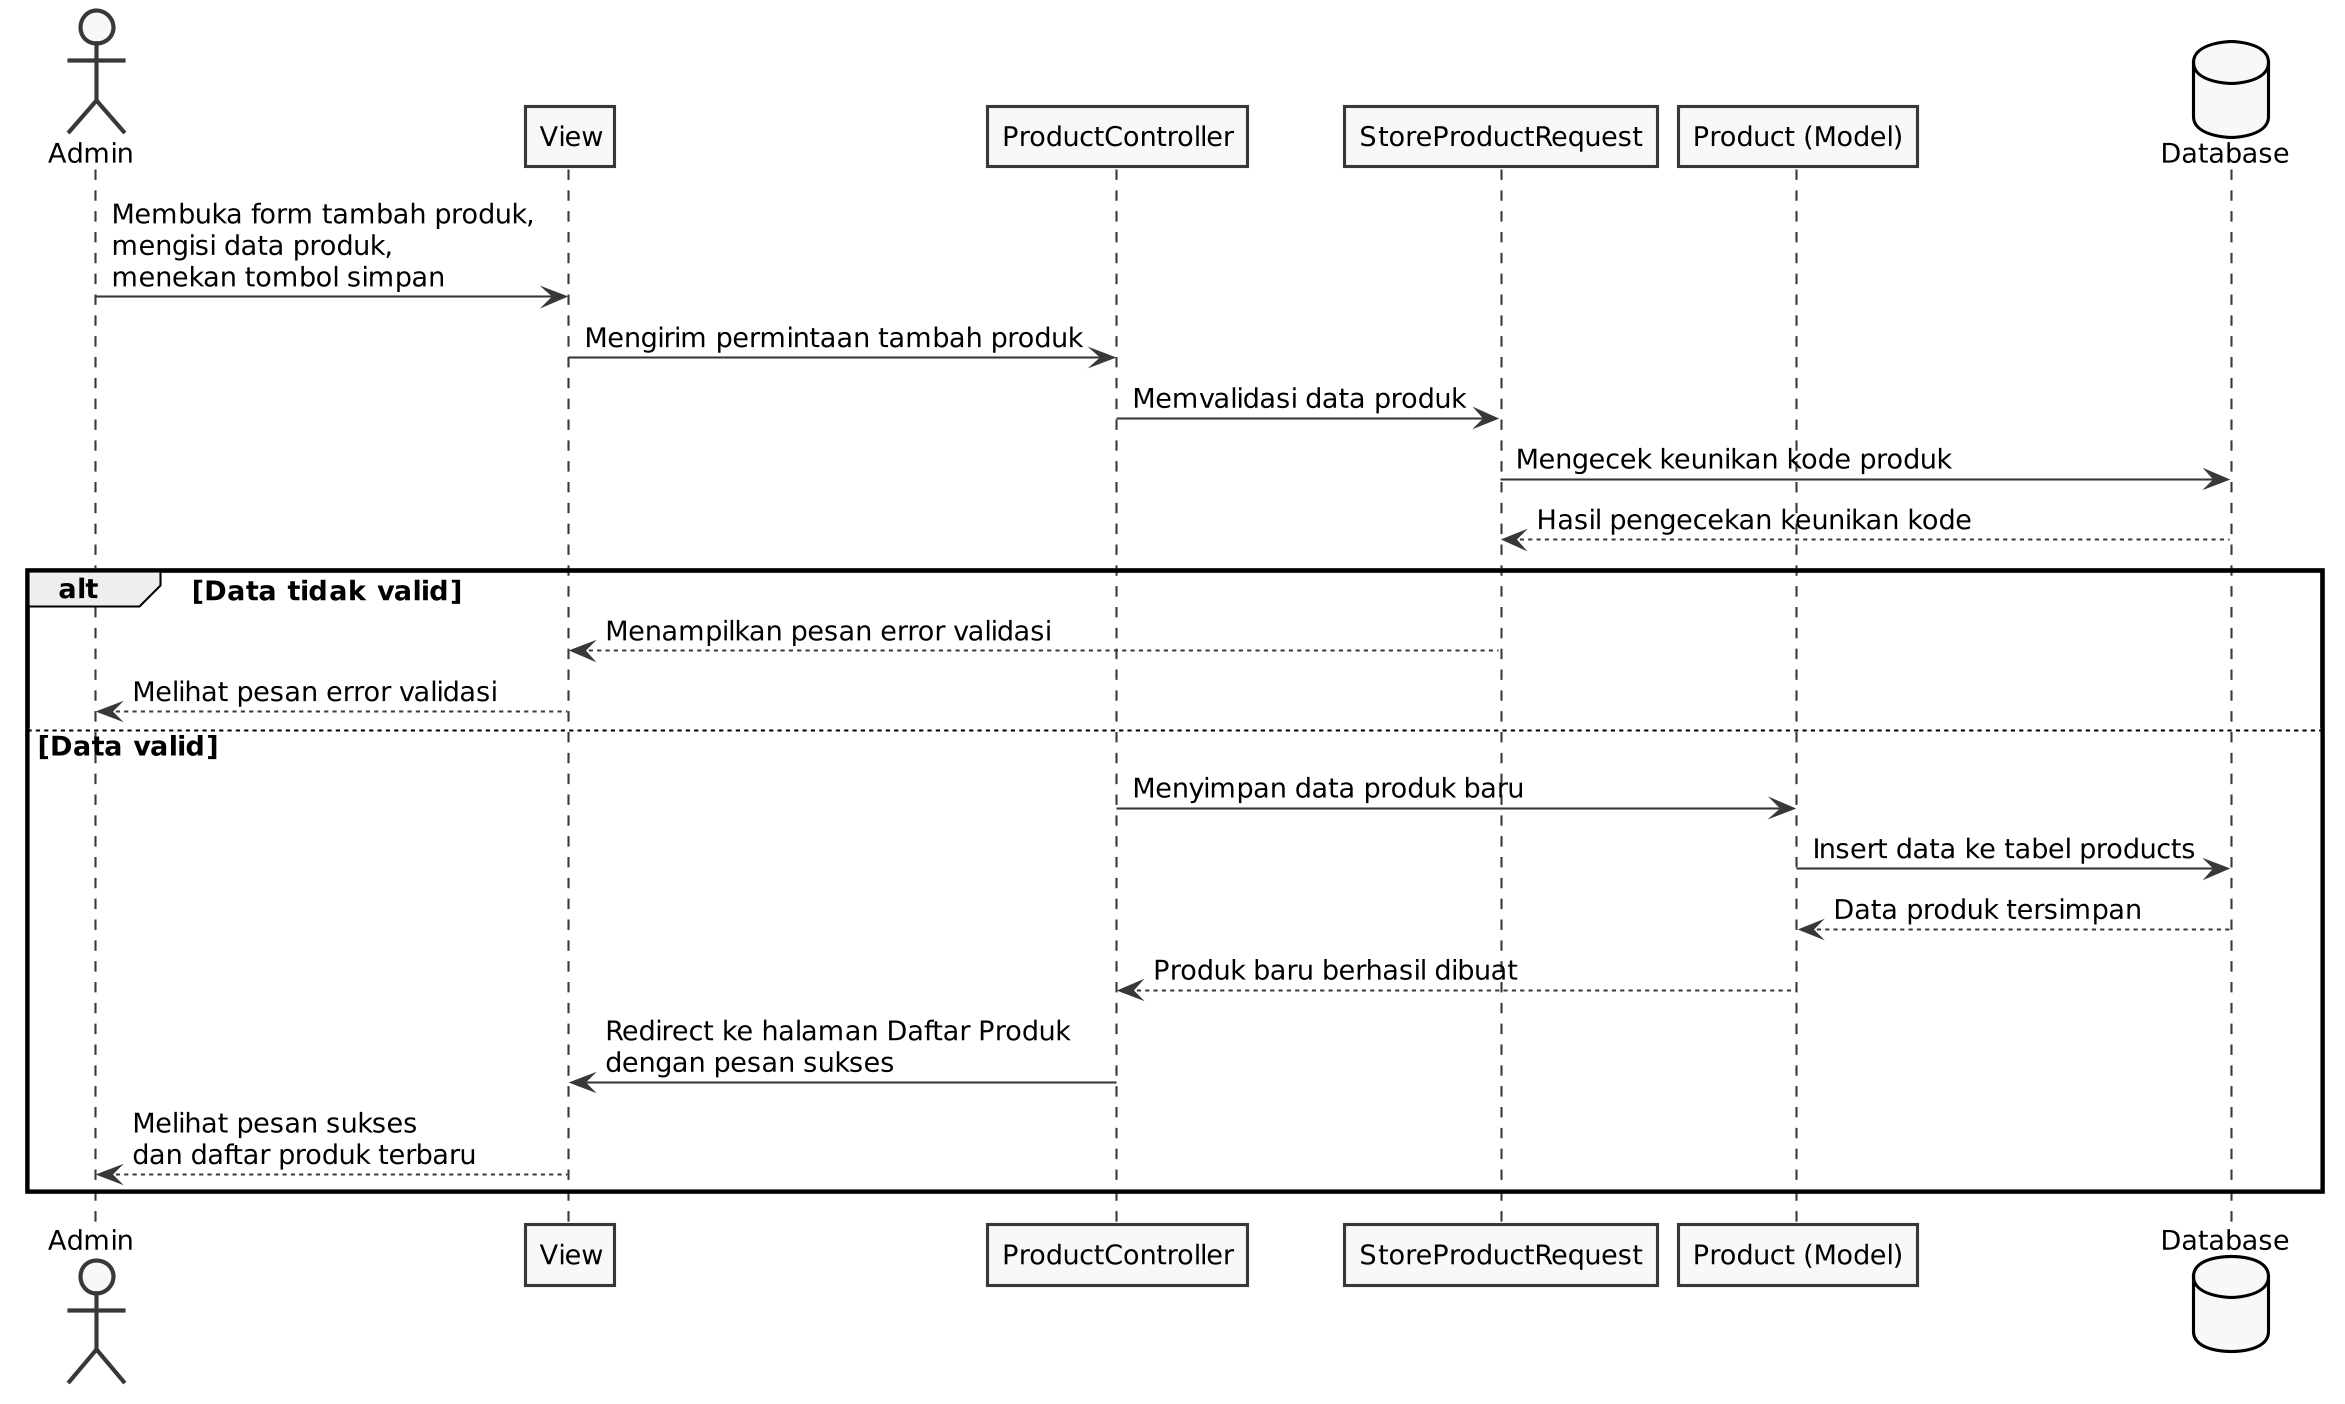 Admin
View
ProductController
StoreProductRequest
Product (Model)
Database
Membuka form tambah produk,
mengisi data produk,
menekan tombol simpan
Mengirim permintaan tambah produk
Memvalidasi data produk
Mengecek keunikan kode produk
Hasil pengecekan keunikan kode
alt
[Data tidak valid]
Menampilkan pesan error validasi
Melihat pesan error validasi
[Data valid]
Menyimpan data produk baru
Insert data ke tabel products
Data produk tersimpan
Produk baru berhasil dibuat
Redirect ke halaman Daftar Produk
dengan pesan sukses
Melihat pesan sukses
dan daftar produk terbaru
Admin
View
ProductController
StoreProductRequest
Product (Model)
Database